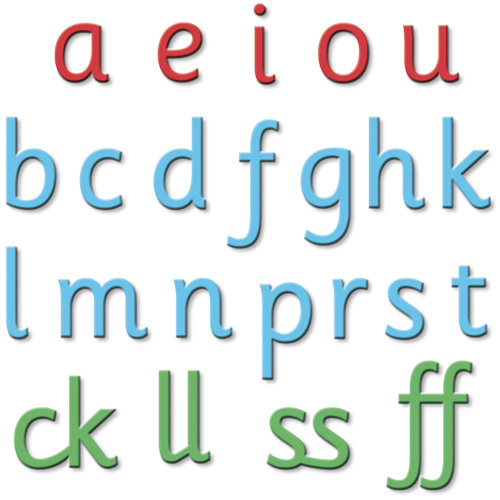 a e i o u
b c d f g h k
l m n p r s t
ck ll ss ff